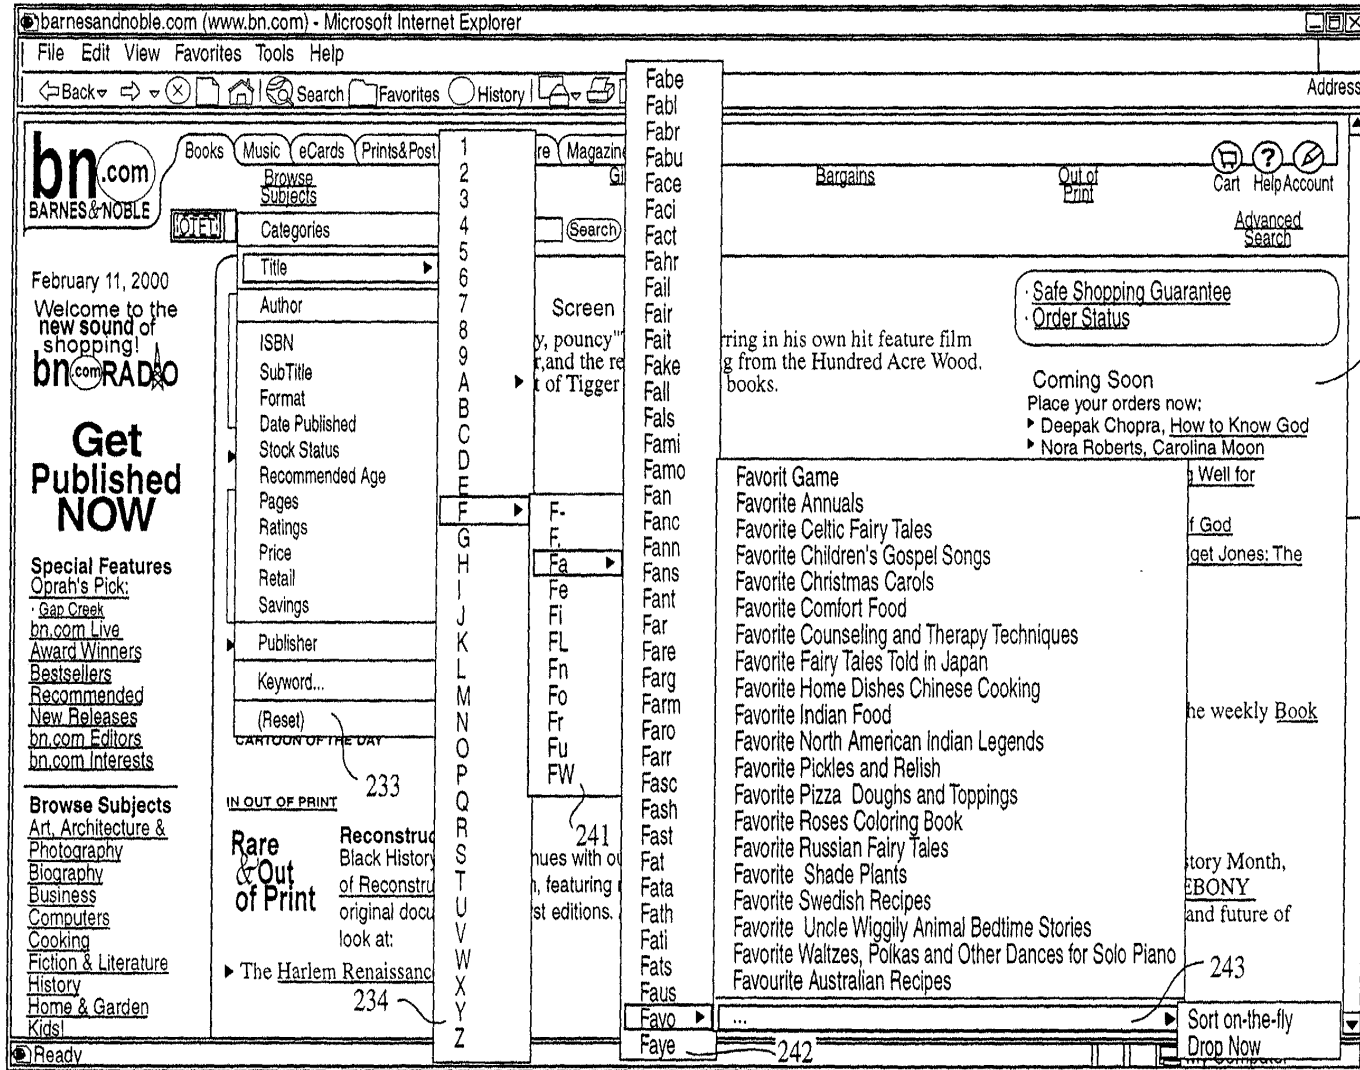 barnesandnoble.com (www.bn.com) - Microsoft Internet Explorer
File Edit View Favorites Tools Help
Back Search Favorites History Address
bn.com
BARNES & NOBLE
Books Music eCards Prints&Post re Magazin
Browse Subjects
Gi
Bargains
Out of Print
Cart Help Account
Search
Advanced Search
February 11, 2000
Welcome to the
new sound of
shopping!
bn.com RADIO
Get
Published
NOW
Special Features
Oprah's Pick:
· Gap Creek
bn.com Live
Award Winners
Bestsellers
Recommended
New Releases
bn.com Editors
bn.com Interests
Browse Subjects
Art, Architecture &
Photography
Biography
Business
Computers
Cooking
Fiction & Literature
History
Home & Garden
Kids!
Ready
Categories
Title
Author
ISBN
SubTitle
Format
Date Published
Stock Status
Recommended Age
Pages
Ratings
Price
Retail
Savings
Publisher
Keyword...
(Reset)
CARTOON OF THE DAY
233
IN OUT OF PRINT
Rare
& Out
of Print
Reconstruc
Black History nues with ou
of Reconstru n, featuring
original docu st editions.
look at:
The Harlem Renaissanc
234
1
2
3
4
5
6
7
8
9
A
B
C
D
E
F
G
H
I
J
K
L
M
N
O
P
Q
R
S
T
U
V
W
X
Y
Z
Screen
y, pouncy"T rring in his own hit feature film
r,and the re g from the Hundred Acre Wood.
t of Tigger books.
F-
F.
Fa
Fe
Fi
FL
Fn
Fo
Fr
Fu
FW
241
Fabe
Fabl
Fabr
Fabu
Face
Faci
Fact
Fahr
Fail
Fair
Fait
Fake
Fall
Fals
Fami
Famo
Fan
Fanc
Fann
Fans
Fant
Far
Fare
Farg
Farm
Faro
Farr
Fasc
Fash
Fast
Fat
Fata
Fath
Fati
Fats
Faus
Favo
Faye
242
Favorit Game
Favorite Annuals
Favorite Celtic Fairy Tales
Favorite Children's Gospel Songs
Favorite Christmas Carols
Favorite Comfort Food
Favorite Counseling and Therapy Techniques
Favorite Fairy Tales Told in Japan
Favorite Home Dishes Chinese Cooking
Favorite Indian Food
Favorite North American Indian Legends
Favorite Pickles and Relish
Favorite Pizza Doughs and Toppings
Favorite Roses Coloring Book
Favorite Russian Fairy Tales
Favorite Shade Plants
Favorite Swedish Recipes
Favorite Uncle Wiggily Animal Bedtime Stories
Favorite Waltzes, Polkas and Other Dances for Solo Piano
Favourite Australian Recipes
...
243
Sort on-the-fly
Drop Now
· Safe Shopping Guarantee
· Order Status
Coming Soon
Place your orders now:
Deepak Chopra, How to Know God
Nora Roberts, Carolina Moon
g Well for
f God
get Jones: The
he weekly Book
story Month,
EBONY
and future of
My Computer